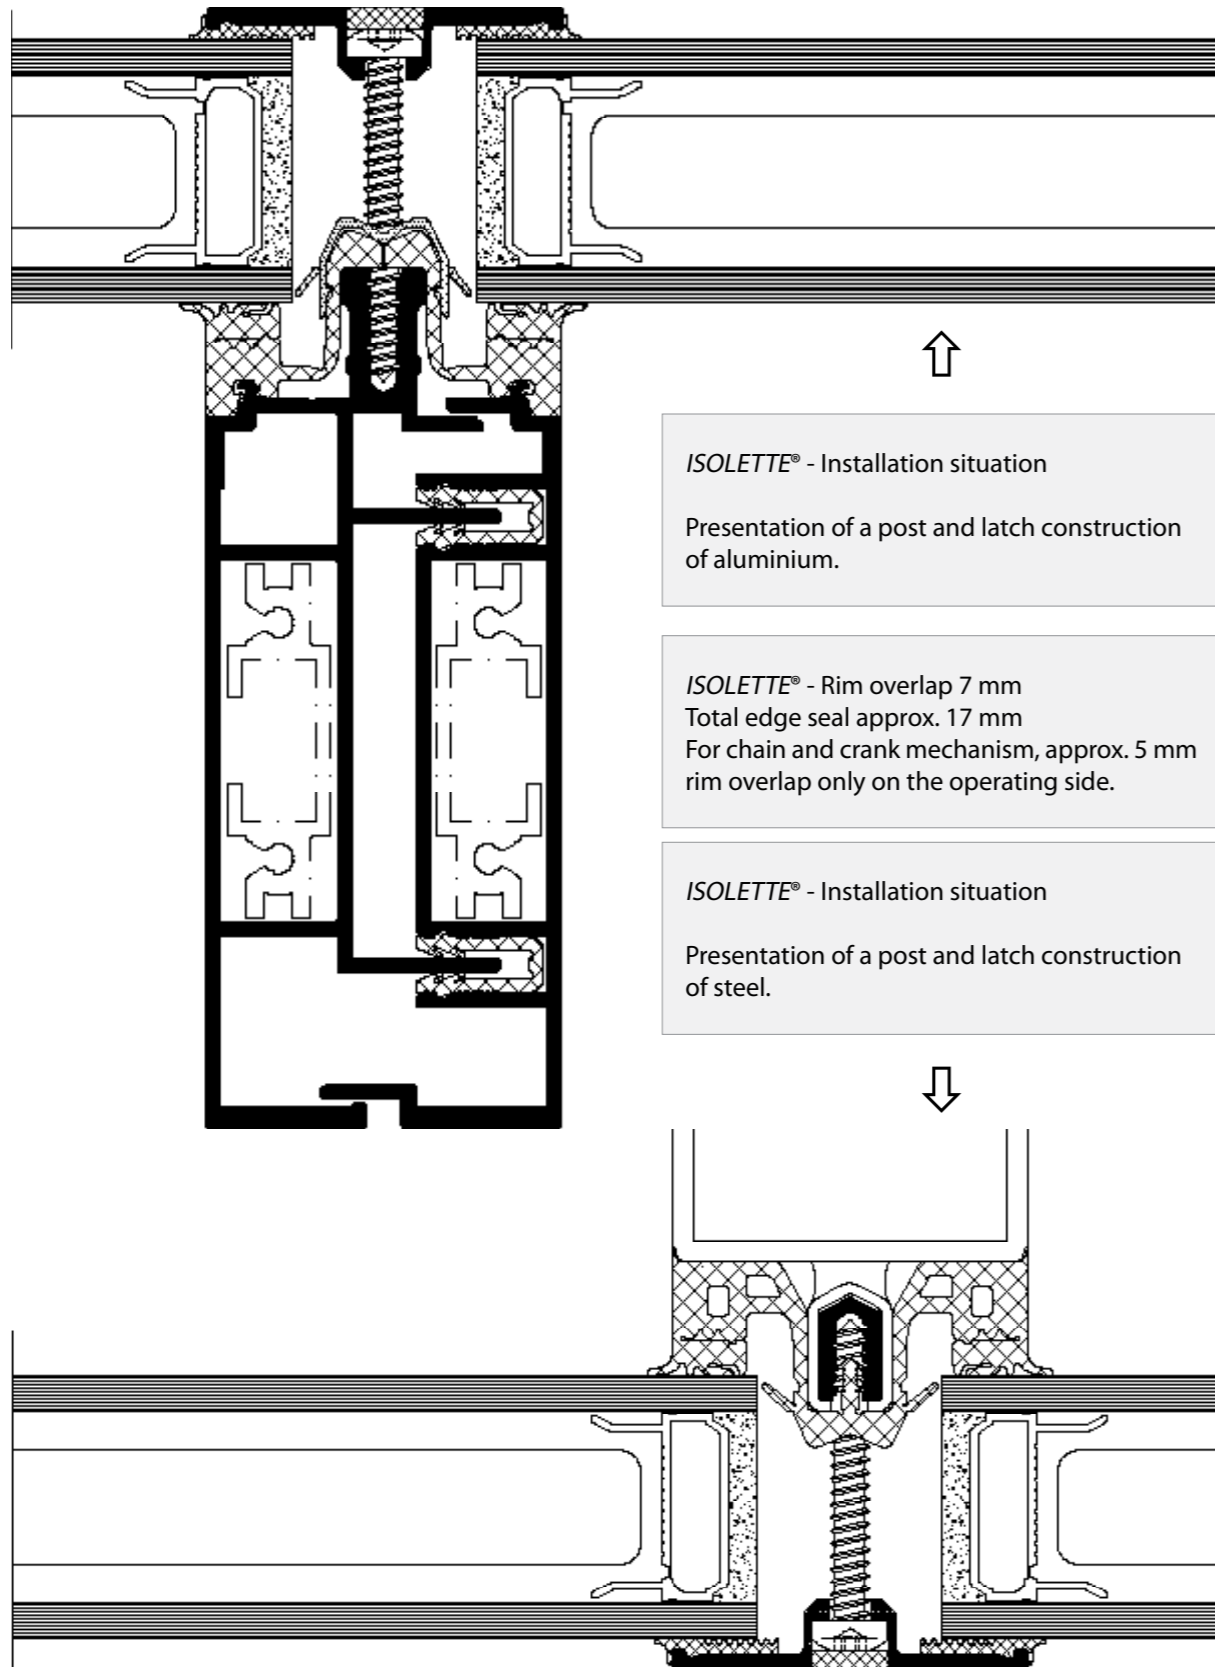 ISOLETTE® - Installation situation
Presentation of a post and latch construction
of aluminium.
ISOLETTE® - Rim overlap 7 mm
Total edge seal approx. 17 mm
For chain and crank mechanism, approx. 5 mm
rim overlap only on the operating side.
ISOLETTE® - Installation situation
Presentation of a post and latch construction
of steel.